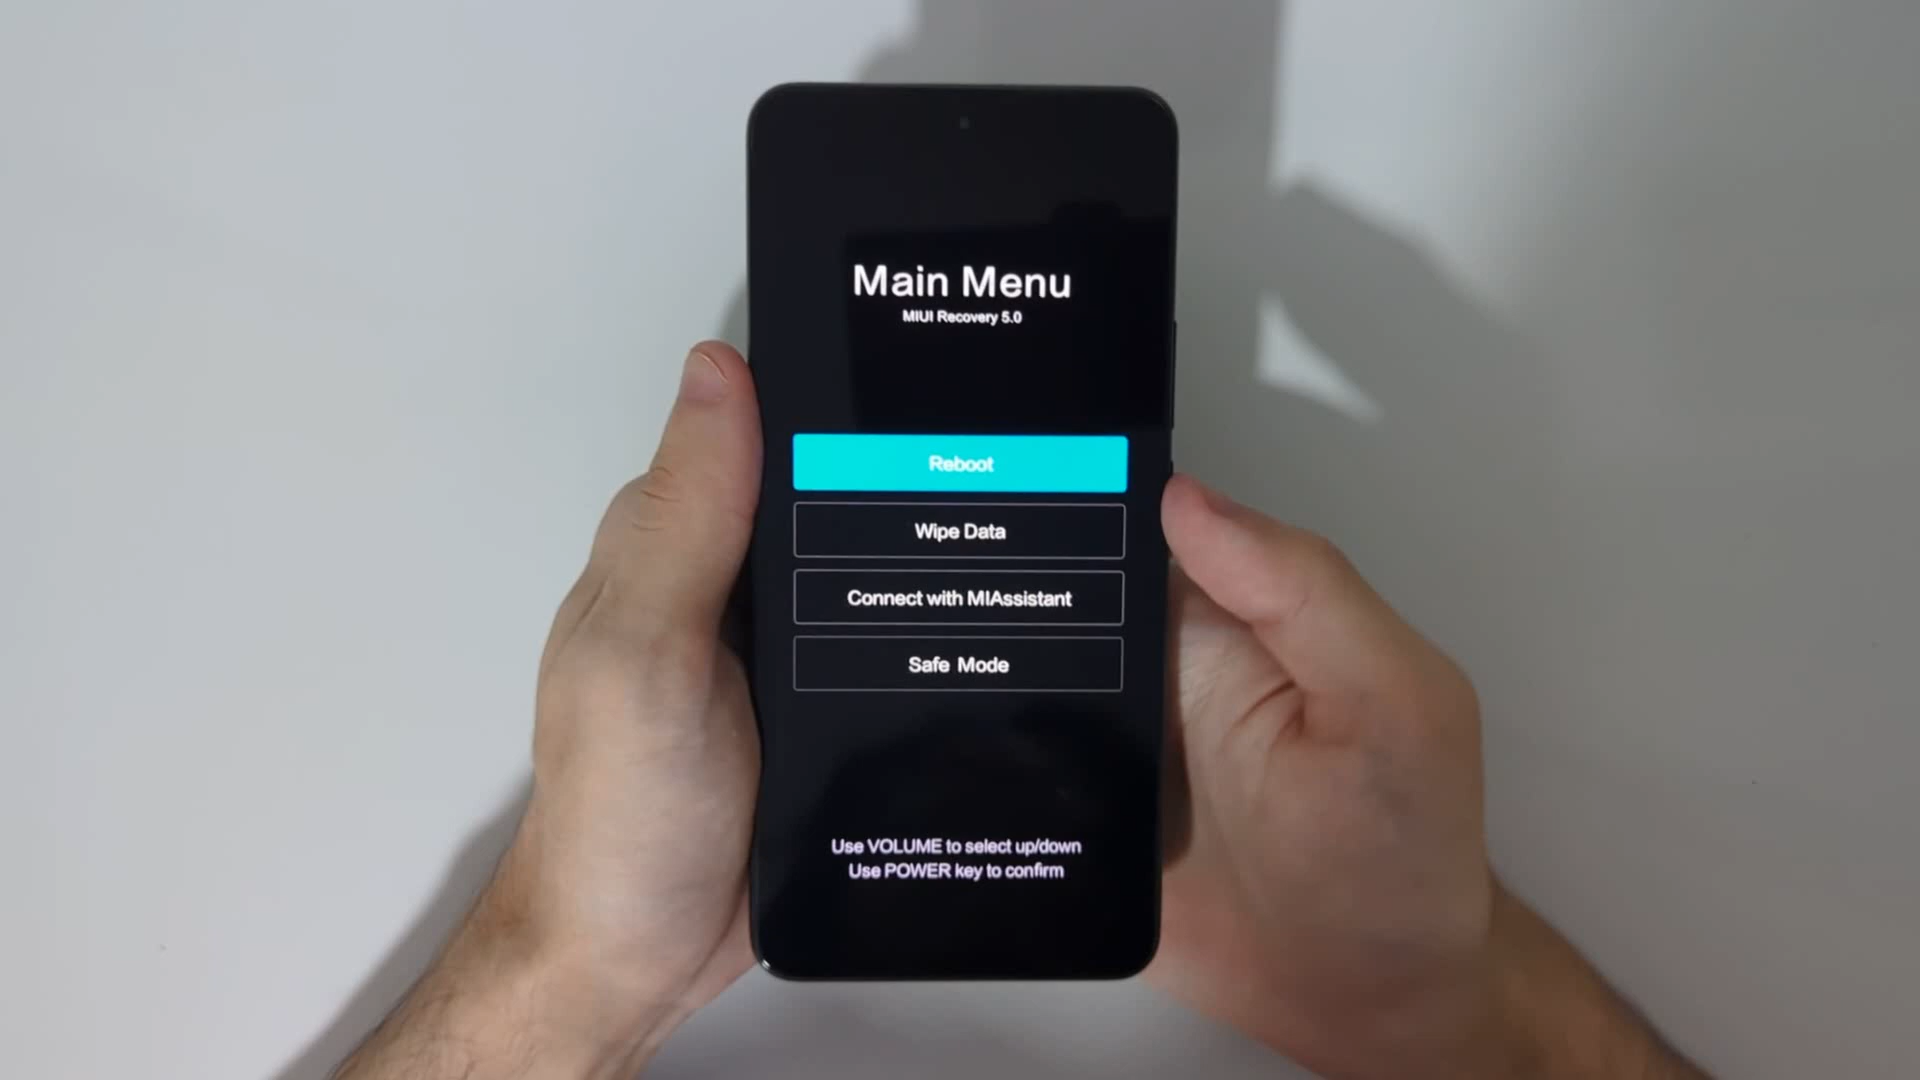 Main Menu
MIUI Recovery 5.0
Reboot
Wipe Data
Connect with MIAssistant
Safe Mode
Use VOLUME to select up/down
Use POWER key to confirm